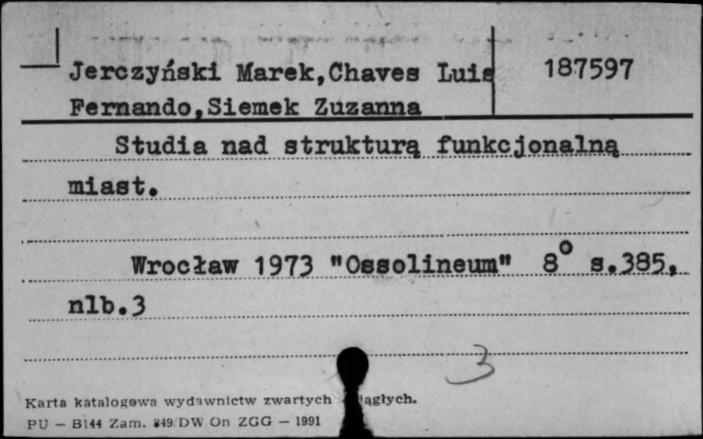 Jerczyński Marek,Chaves Luis 187597
Fernando,Siemek Zuzanna
Studia nad strukturą funkcjonalną
miast.
Wrocław 1973 "Ossolineum" 8° s.385,
nlb.3
3
Karta katalogowa wydawnictw zwartych
PU — B144 Zam. 849/DW On ZGG — 1991